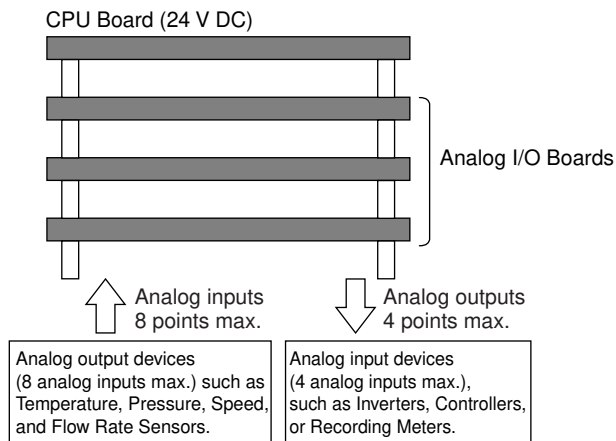 CPU Board (24 V DC)
Analog I/O Boards
Analog inputs
8 points max.
Analog outputs
4 points max.
Analog output devices
(8 analog inputs max.) such as
Temperature, Pressure, Speed,
and Flow Rate Sensors.
Analog input devices
(4 analog inputs max.),
such as Inverters, Controllers,
or Recording Meters.